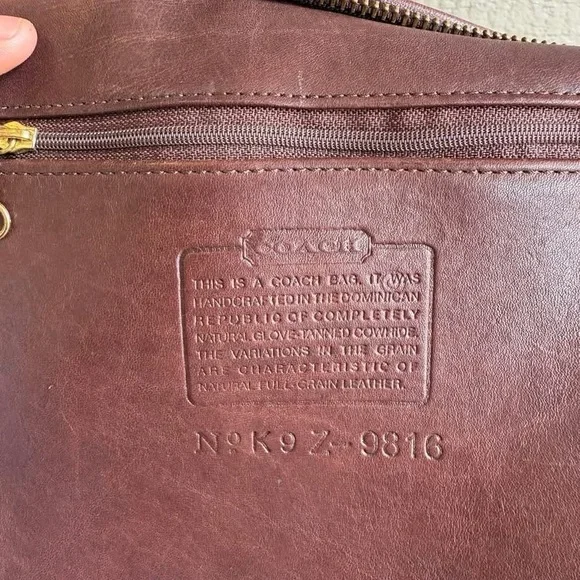 COACH
THIS IS A COACH BAG. IT WAS
HANDCRAFTED IN THE DOMINICAN
REPUBLIC OF COMPLETELY
NATURAL GLOVE-TANNED COWHIDE.
THE VARIATIONS IN THE GRAIN
ARE CHARACTERISTIC OF
NATURAL FULL-GRAIN LEATHER.
No K9Z-9816